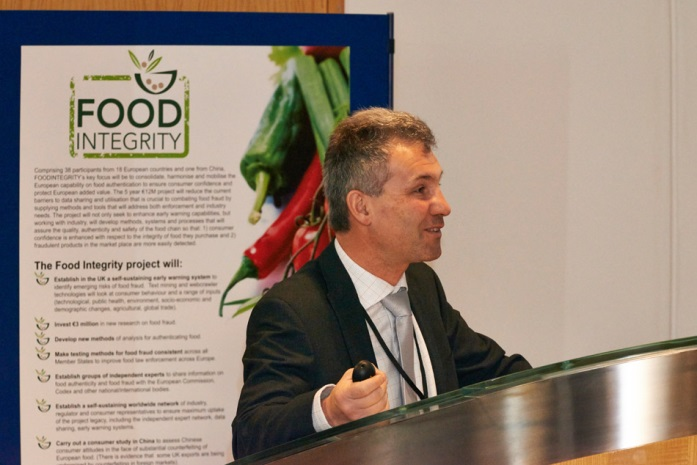 FOOD
INTEGRITY
Comprising 38 participants from 18 European countries and one from China,
FOODINTEGRITY's key focus will be to consolidate, harmonise and mobilise the
European capability on food authentication to ensure consumer confidence and
protect European added value. The 5 year €12M project will reduce the current
barriers to data sharing and utilisation that is crucial to combating food fraud by
supplying methods and tools that will address both enforcement and industry
needs. The project will not only seek to enhance early warning capabilities, but
working with industry, will develop methods, systems and processes that will
assure the quality, authenticity and safety of the food chain so that: 1) consumer
confidence is enhanced with respect to the integrity of food they purchase and 2)
fraudulent products in the market place are more easily detected.
The Food Integrity project will:
Establish in the UK a self-sustaining early warning system to
identify emerging risks of food fraud. Text mining and webcrawler
technologies will look at consumer behaviour and a range of inputs
(technological, public health, environment, socio-economic and
demographic changes, agricultural, global trade).
Invest €3 million in new research on food fraud.
Develop new methods of analysis for authenticating food.
Make testing methods for food fraud consistent across all
Member States to improve food law enforcement across Europe
Establish groups of independent experts to share information
on food authenticity and food fraud with the European Commission,
Codex and other national/international bodies.
Establish a self-sustaining worldwide network of industry,
regulator and consumer representatives to ensure maximum uptake
of the project legacy, including the independent expert network, data
sharing, early warning systems.
Carry out a consumer study in China to assess Chinese
consumer attitudes in the face of substantial counterfeiting of
European food. (There is evidence that some UK exports are being